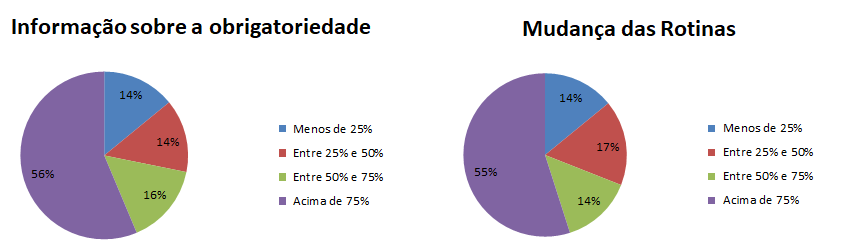 Informação sobre a obrigatoriedade
14%
14%
16%
56%
Menos de 25%
Entre 25% e 50%
Entre 50% e 75%
Acima de 75%
Mudança das Rotinas
14%
17%
14%
55%
Menos de 25%
Entre 25% e 50%
Entre 50% e 75%
Acima de 75%